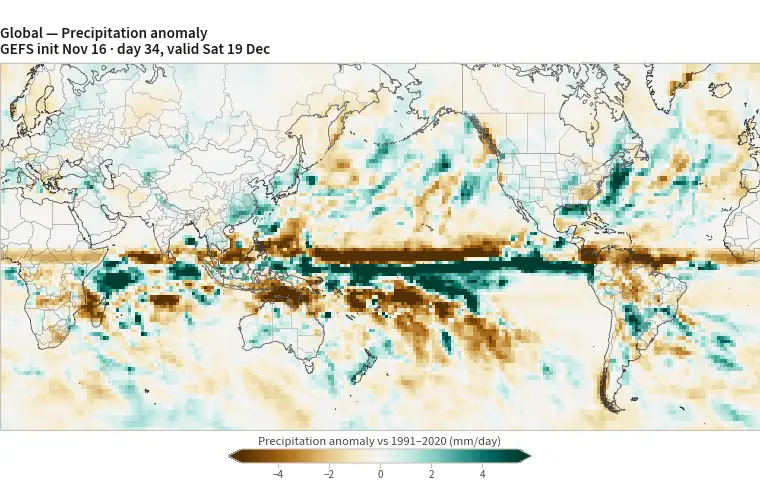 Global — Precipitation anomaly
GEFS init Nov 16 · day 34, valid Sat 19 Dec
Precipitation anomaly vs 1991–2020 (mm/day)
−4 −2 0 2 4